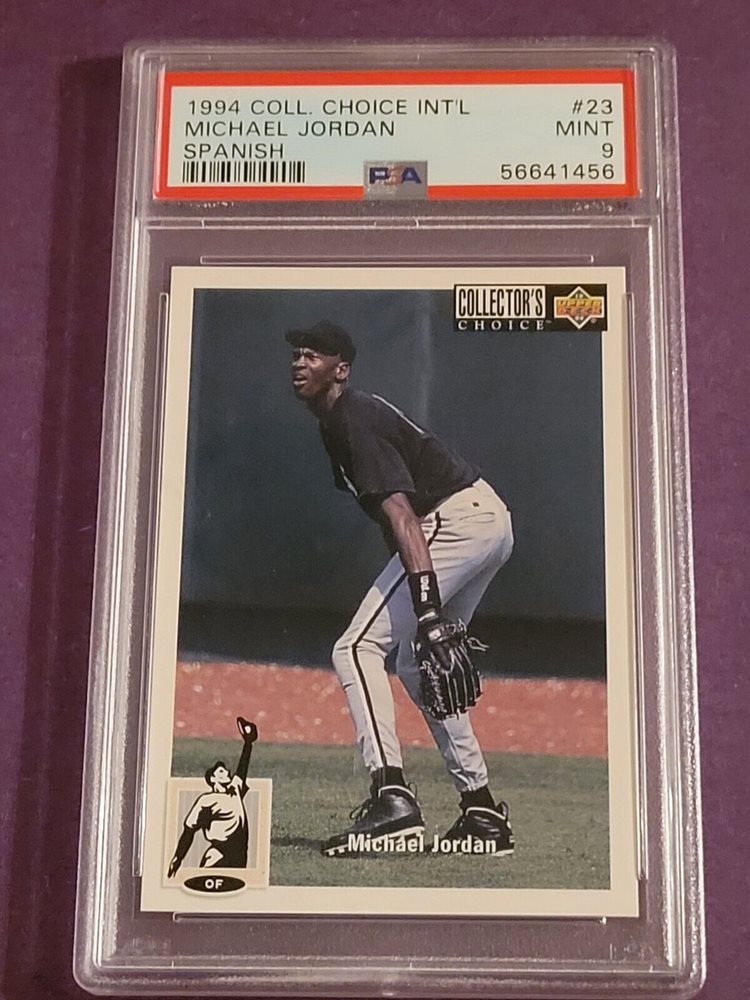 1994 COLL. CHOICE INT'L #23
MICHAEL JORDAN MINT
SPANISH 9
PSA 56641456
COLLECTOR'S
CHOICE
UPPER
DECK
Michael Jordan
OF